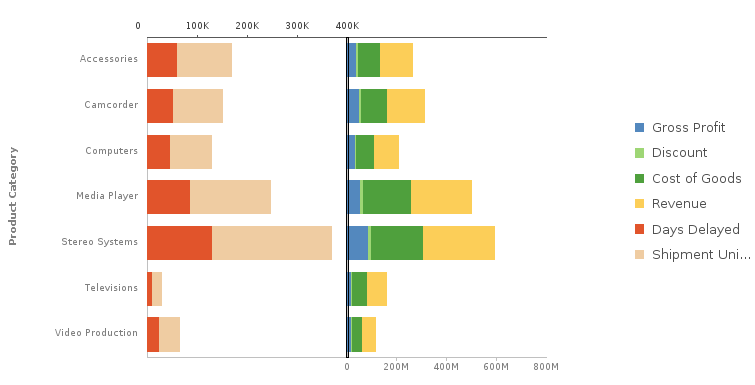 0 100K 200K 300K 400K
Accessories
Camcorder
Computers
Media Player
Stereo Systems
Televisions
Video Production
Product Category
0 200M 400M 600M 800M
Gross Profit
Discount
Cost of Goods
Revenue
Days Delayed
Shipment Uni...